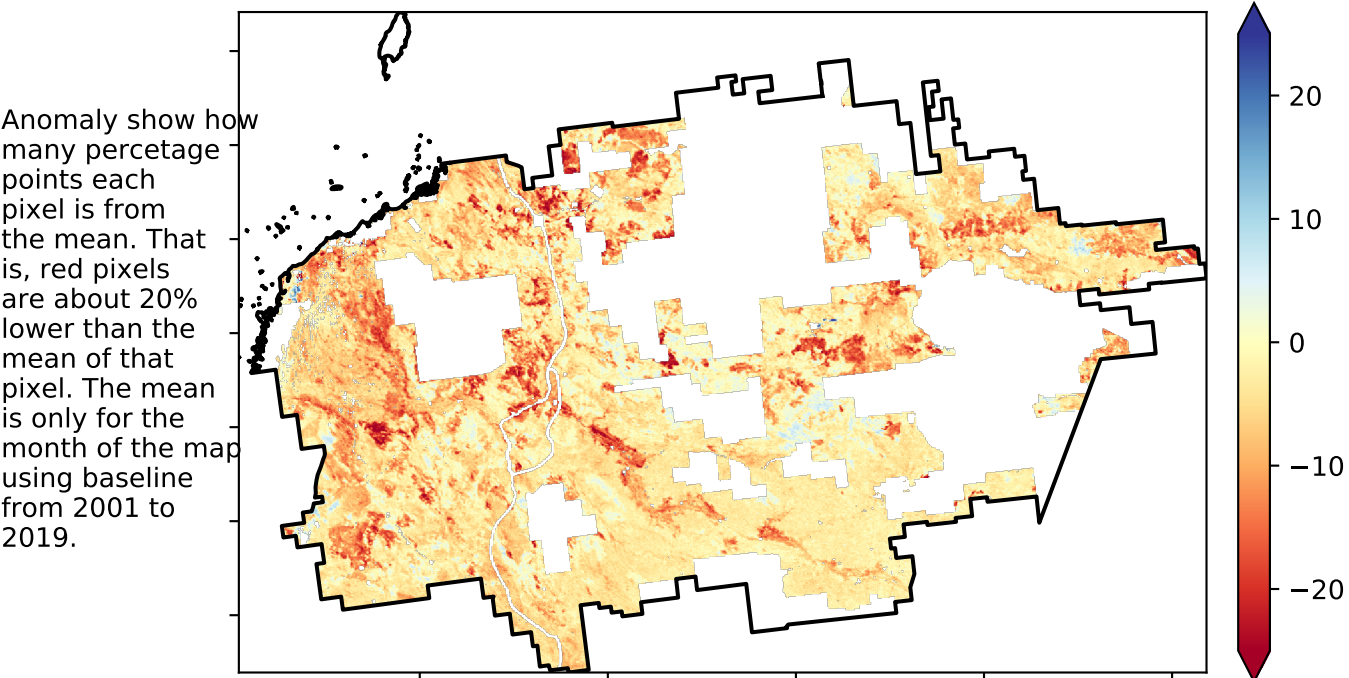 Anomaly show how
many percetage
points each
pixel is from
the mean. That
is, red pixels
are about 20%
lower than the
mean of that
pixel. The mean
is only for the
month of the map
using baseline
from 2001 to
2019.
20
10
0
−10
−20